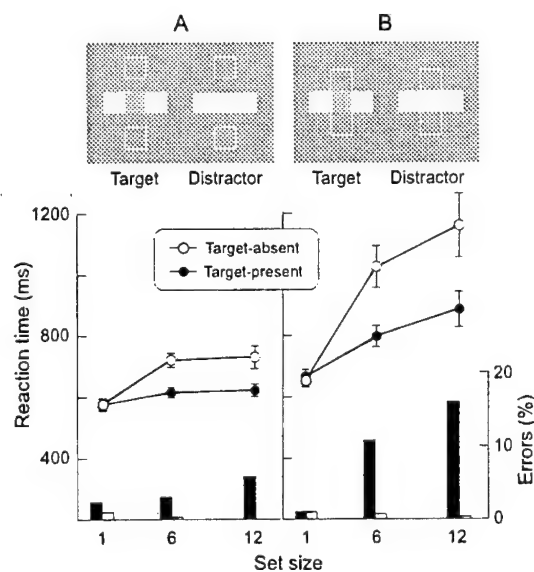 A B
Target Distractor Target Distractor
1200
Target-absent
Target-present
Reaction time (ms)
800
400
20
10
0
Errors (%)
1 6 12 1 6 12
Set size